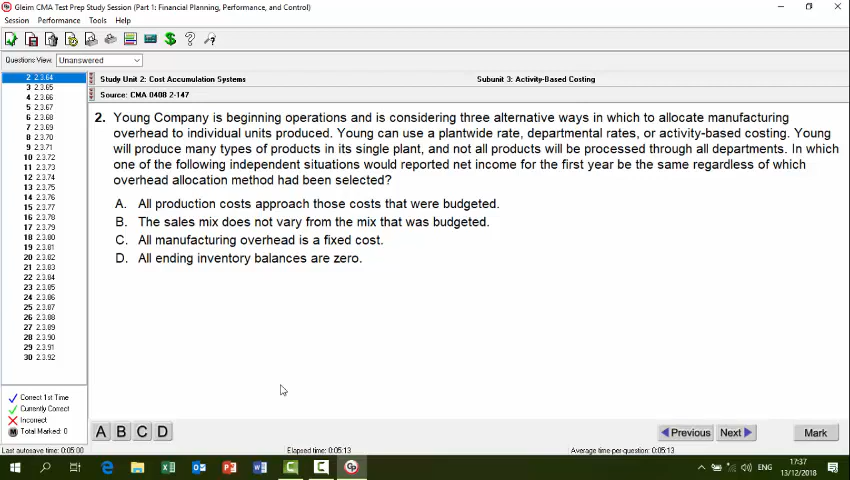 Gleim CMA Test Prep Study Session (Part 1: Financial Planning, Performance, and Control)
Session Performance Tools Help
Questions View: Unanswered
2 2.3.64
3 2.3.65
4 2.3.66
5 2.3.67
6 2.3.68
7 2.3.69
8 2.3.70
9 2.3.71
10 2.3.72
11 2.3.73
12 2.3.74
13 2.3.75
14 2.3.76
15 2.3.77
16 2.3.78
17 2.3.79
18 2.3.80
19 2.3.81
20 2.3.82
21 2.3.83
22 2.3.84
23 2.3.85
24 2.3.86
25 2.3.87
26 2.3.88
27 2.3.89
28 2.3.90
29 2.3.91
30 2.3.92
Study Unit 2: Cost Accumulation Systems Subunit 3: Activity-Based Costing
Source: CMA 0408 2-147
2. Young Company is beginning operations and is considering three alternative ways in which to allocate manufacturing
overhead to individual units produced. Young can use a plantwide rate, departmental rates, or activity-based costing. Young
will produce many types of products in its single plant, and not all products will be processed through all departments. In which
one of the following independent situations would reported net income for the first year be the same regardless of which
overhead allocation method had been selected?
A. All production costs approach those costs that were budgeted.
B. The sales mix does not vary from the mix that was budgeted.
C. All manufacturing overhead is a fixed cost.
D. All ending inventory balances are zero.
Correct 1st Time
Currently Correct
Incorrect
M Total Marked: 0
A B C D
Previous Next Mark
Last autosave time: 0:05:00 Elapsed time: 0:05:13 Average time per question: 0:05:13
ENG
17:37
13/12/2018